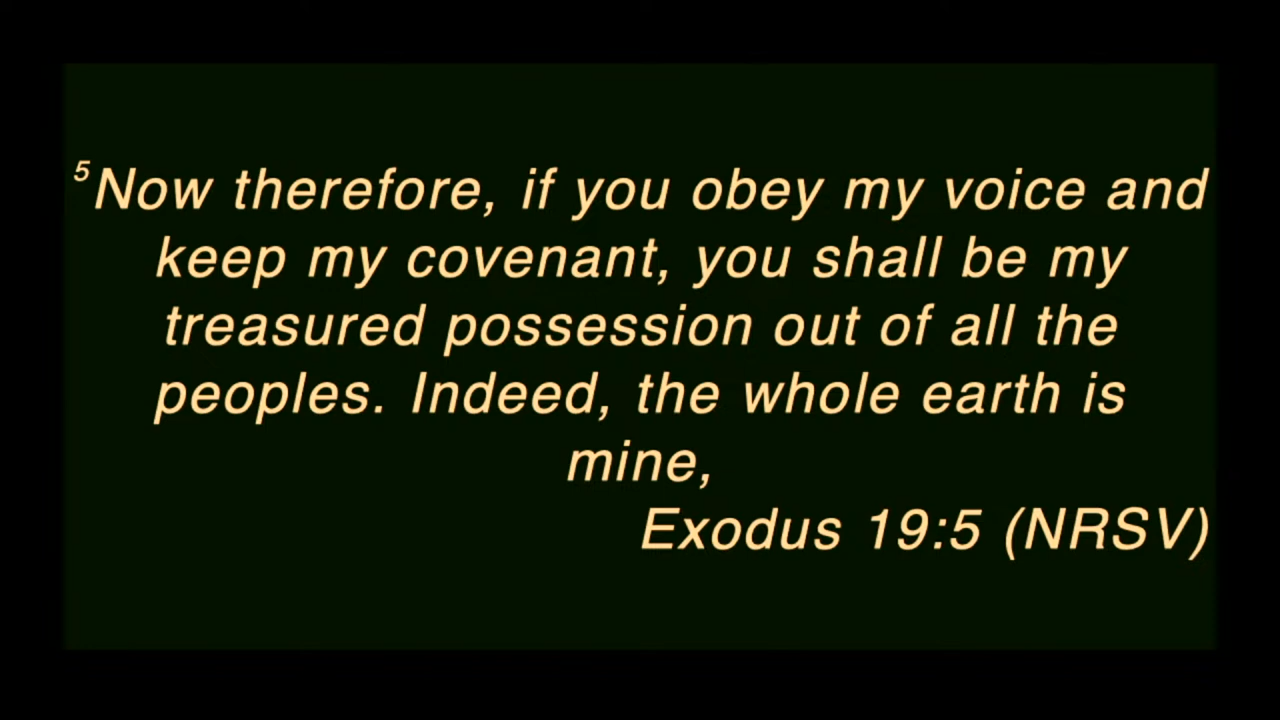 5Now therefore, if you obey my voice and
keep my covenant, you shall be my
treasured possession out of all the
peoples. Indeed, the whole earth is
mine,
Exodus 19:5 (NRSV)